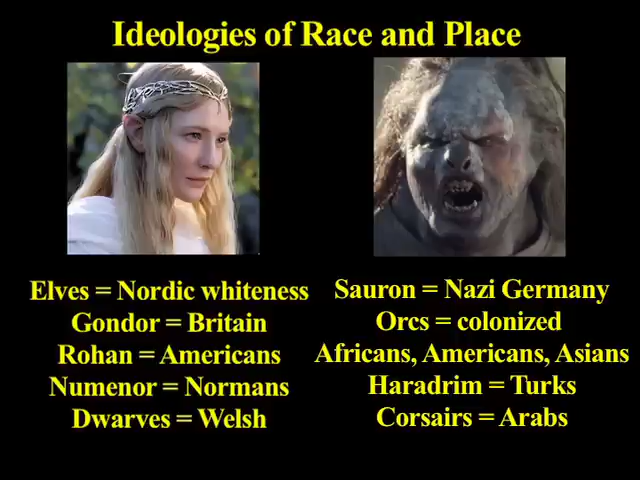 Ideologies of Race and Place
Elves = Nordic whiteness
Gondor = Britain
Rohan = Americans
Numenor = Normans
Dwarves = Welsh
Sauron = Nazi Germany
Orcs = colonized
Africans, Americans, Asians
Haradrim = Turks
Corsairs = Arabs